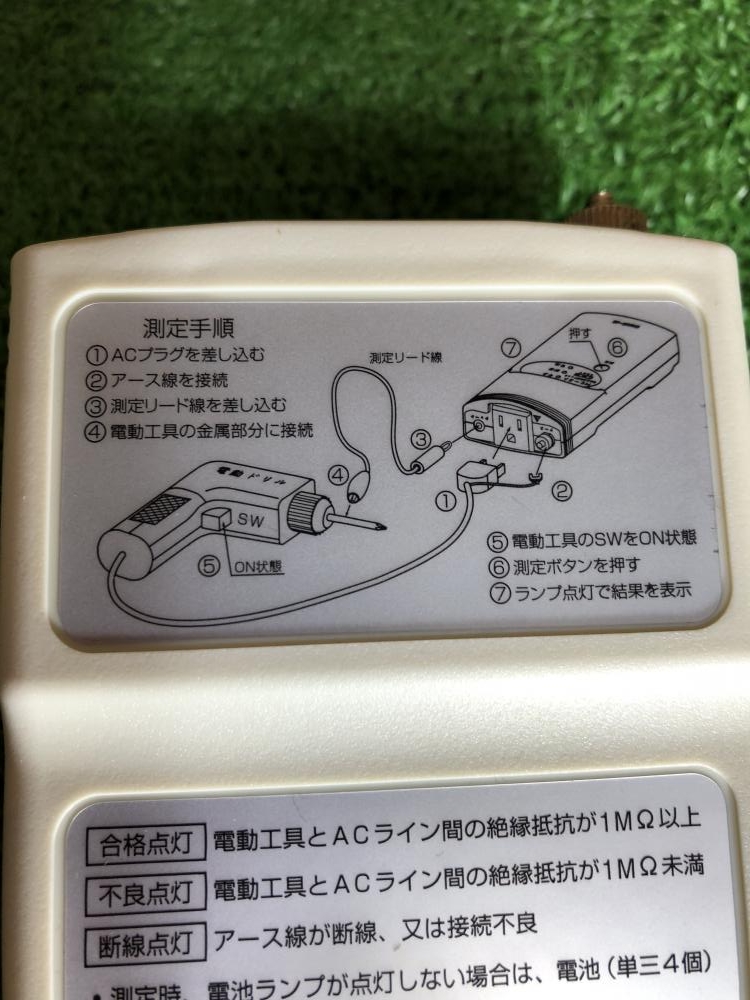 測定手順
①ACプラグを差し込む
②アース線を接続
③測定リード線を差し込む
④電動工具の金属部分に接続
測定リード線
押す
⑦
⑥
③
④
①
②
電動ドリル
SW
⑤
ON状態
⑤電動工具のSWをON状態
⑥測定ボタンを押す
⑦ランプ点灯で結果を表示
合格点灯 電動工具とACライン間の絶縁抵抗が1MΩ以上
不良点灯 電動工具とACライン間の絶縁抵抗が1MΩ未満
断線点灯 アース線が断線、又は接続不良
・測定時、電池ランプが点灯しない場合は、電池(単三4個)